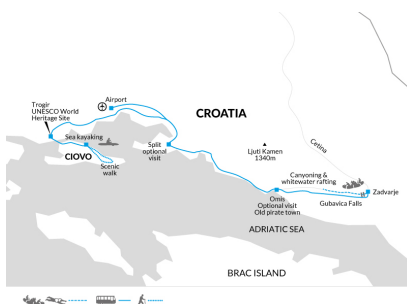 Airport
Trogir
UNESCO World
Heritage Site
CROATIA
Sea kayaking
CIOVO
Scenic
walk
Split
optional
visit
Cetina
Ljuti Kamen
1340m
Canyoning &
whitewater rafting
Zadvarje
Gubavica Falls
Omis
Optional visit
Old pirate town
ADRIATIC SEA
BRAC ISLAND